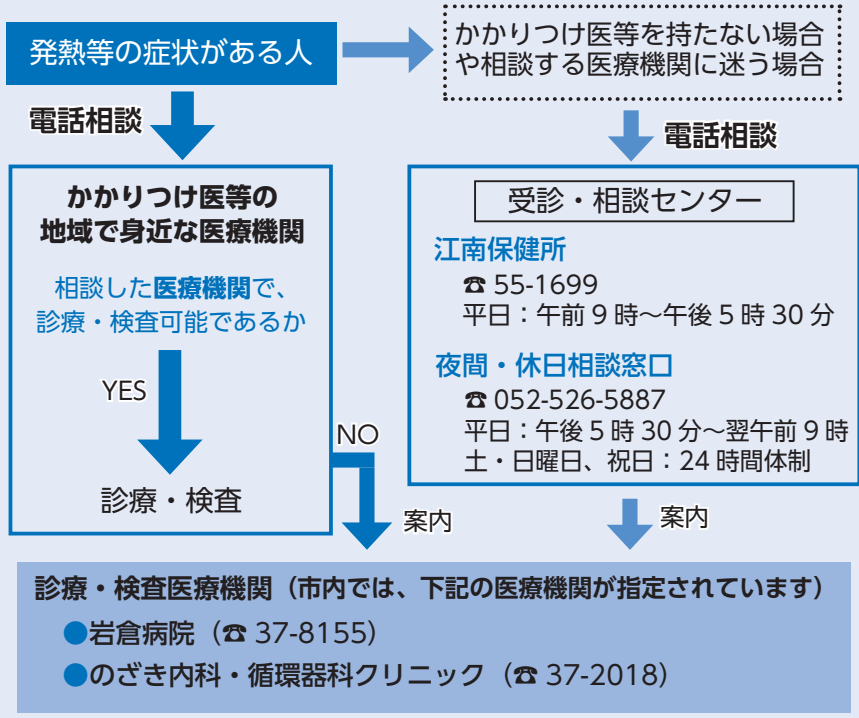 発熱等の症状がある人
かかりつけ医等を持たない場合
や相談する医療機関に迷う場合
電話相談
電話相談
かかりつけ医等の
地域で身近な医療機関
相談した医療機関で、
診療・検査可能であるか
YES
NO
診療・検査
案内
受診・相談センター
江南保健所
☎ 55-1699
平日：午前 9 時～午後 5 時 30 分
夜間・休日相談窓口
☎ 052-526-5887
平日：午後 5 時 30 分～翌午前 9 時
土・日曜日、祝日：24 時間体制
案内
診療・検査医療機関（市内では、下記の医療機関が指定されています）
●岩倉病院（☎ 37-8155）
●のざき内科・循環器科クリニック（☎ 37-2018）